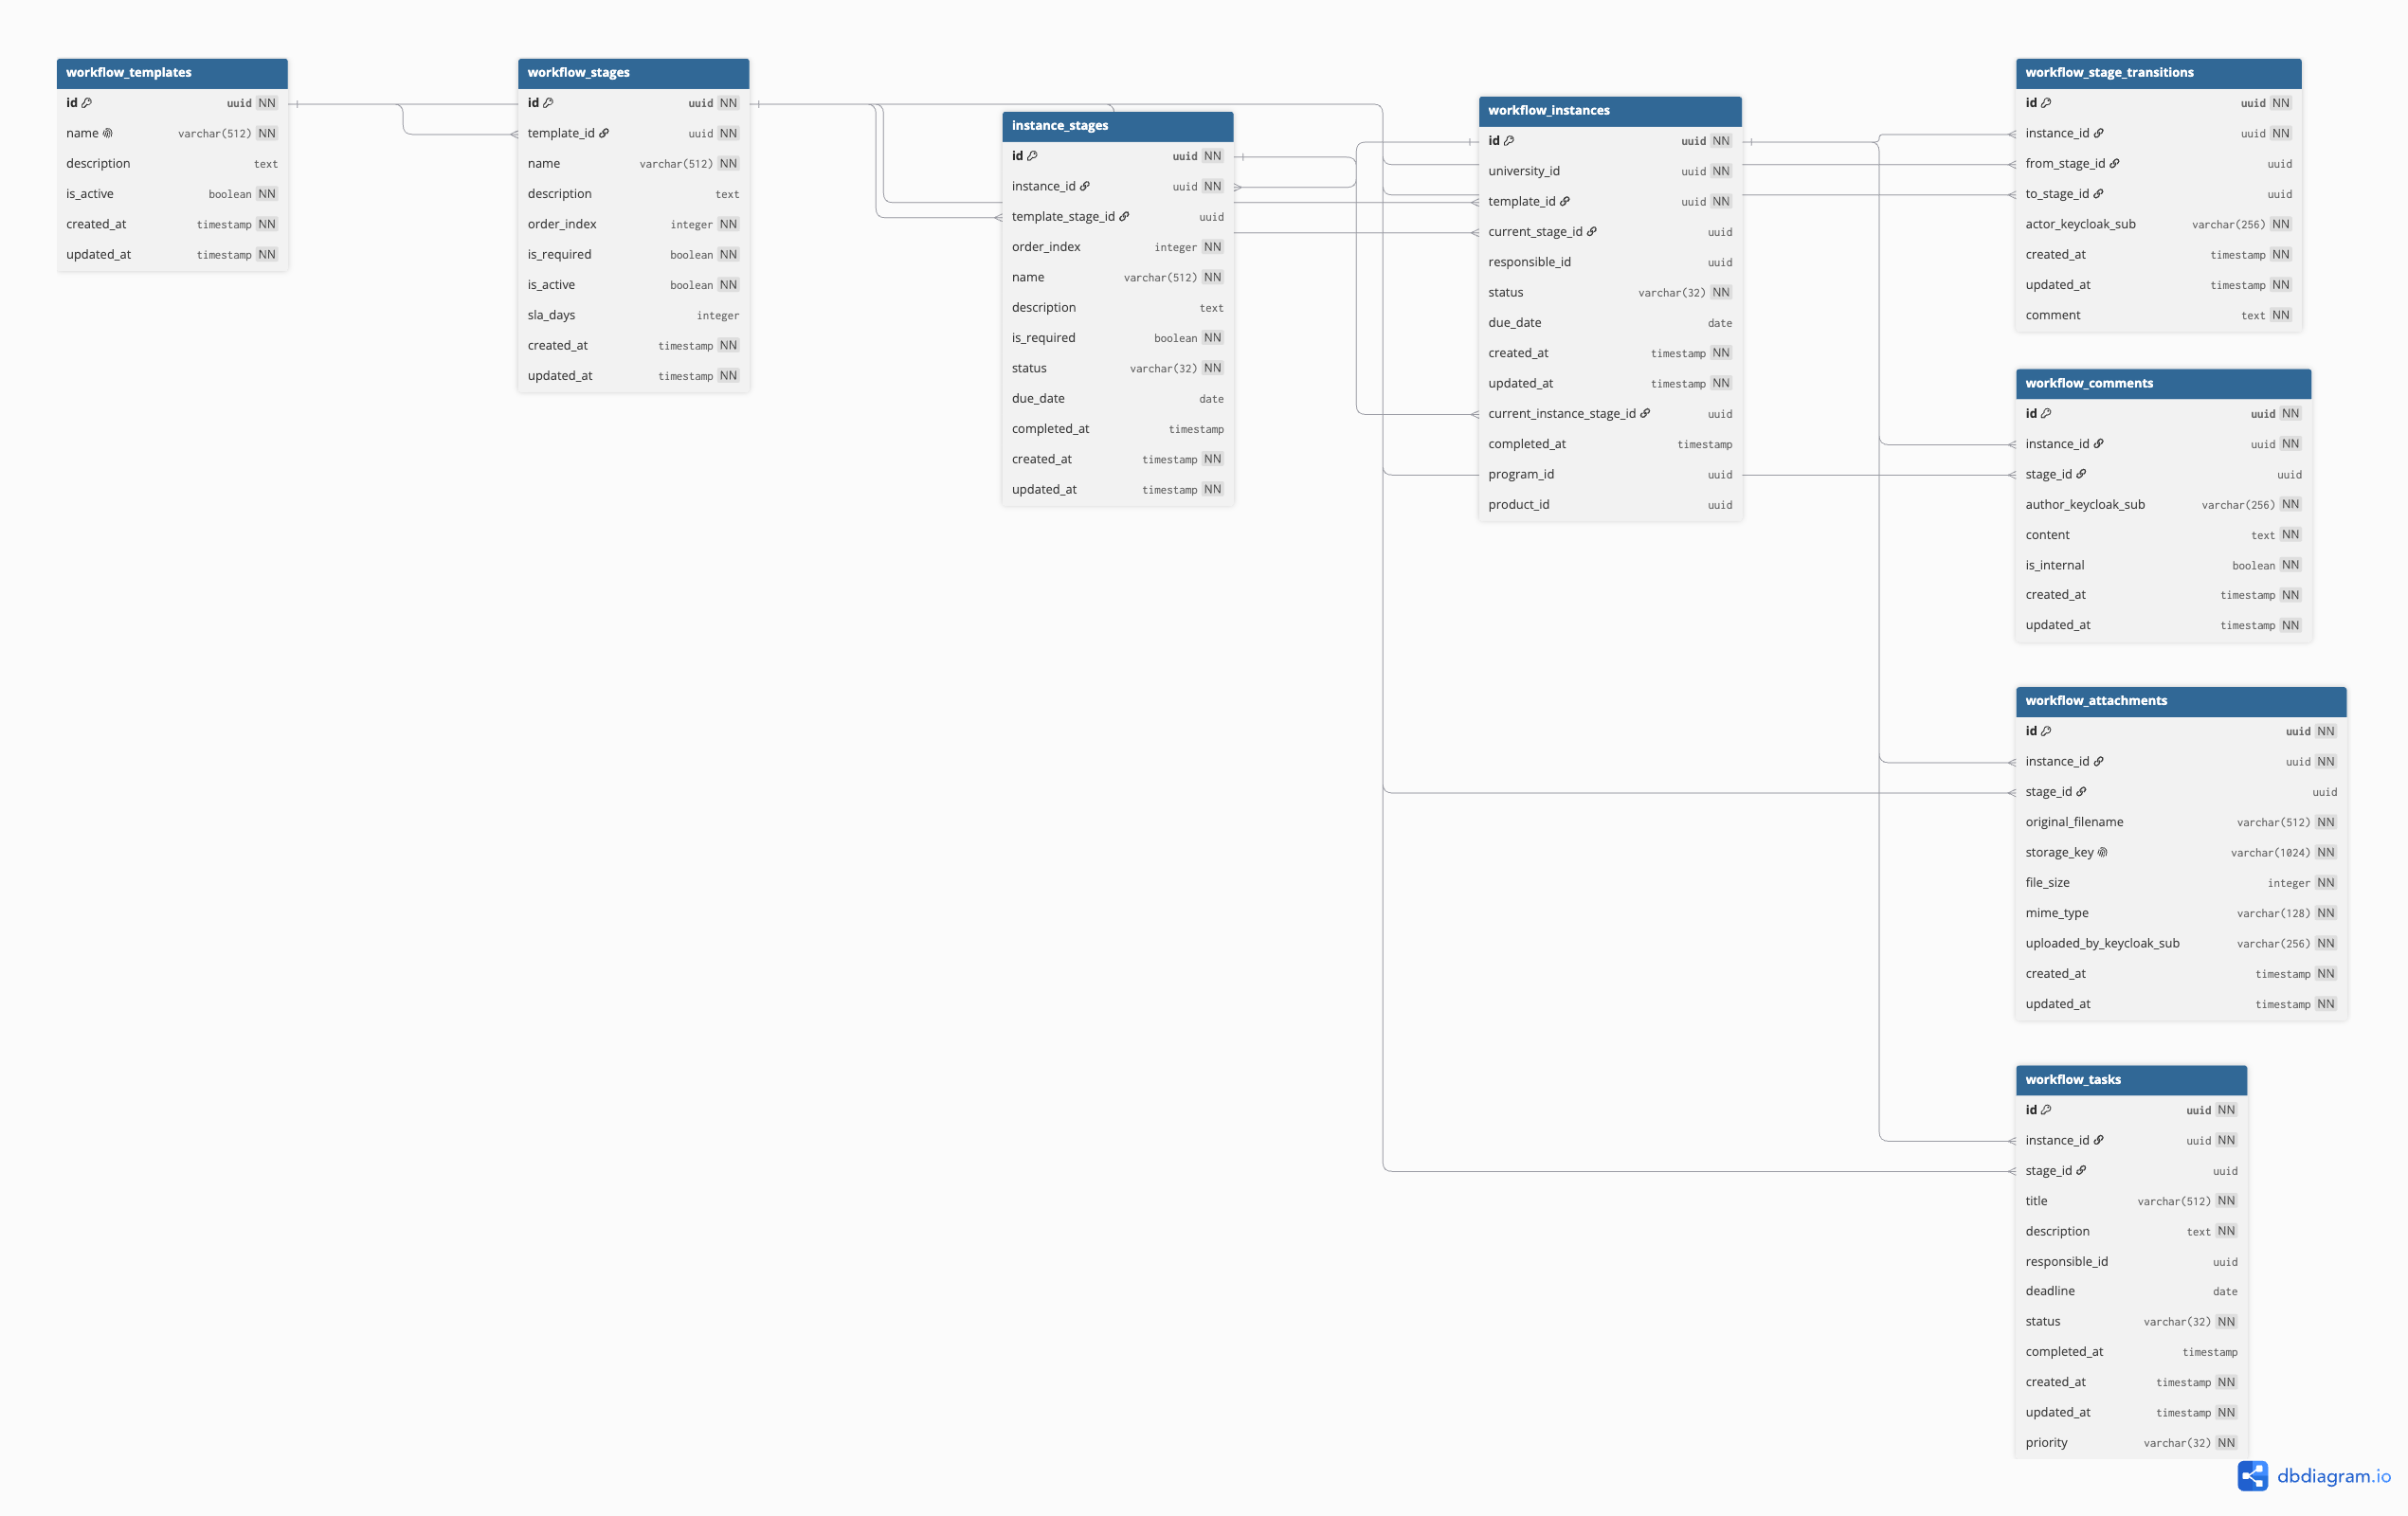 workflow_templates
id uuid NN
name varchar(512) NN
description text
is_active boolean NN
created_at timestamp NN
updated_at timestamp NN
workflow_stages
id uuid NN
template_id uuid NN
name varchar(512) NN
description text
order_index integer NN
is_required boolean NN
is_active boolean NN
sla_days integer
created_at timestamp NN
updated_at timestamp NN
instance_stages
id uuid NN
instance_id uuid NN
template_stage_id uuid
order_index integer NN
name varchar(512) NN
description text
is_required boolean NN
status varchar(32) NN
due_date date
completed_at timestamp
created_at timestamp NN
updated_at timestamp NN
workflow_instances
id uuid NN
university_id uuid NN
template_id uuid NN
current_stage_id uuid
responsible_id uuid
status varchar(32) NN
due_date date
created_at timestamp NN
updated_at timestamp NN
current_instance_stage_id uuid
completed_at timestamp
program_id uuid
product_id uuid
workflow_stage_transitions
id uuid NN
instance_id uuid NN
from_stage_id uuid
to_stage_id uuid
actor_keycloak_sub varchar(256) NN
created_at timestamp NN
updated_at timestamp NN
comment text NN
workflow_comments
id uuid NN
instance_id uuid NN
stage_id uuid
author_keycloak_sub varchar(256) NN
content text NN
is_internal boolean NN
created_at timestamp NN
updated_at timestamp NN
workflow_attachments
id uuid NN
instance_id uuid NN
stage_id uuid
original_filename varchar(512) NN
storage_key varchar(1024) NN
file_size integer NN
mime_type varchar(128) NN
uploaded_by_keycloak_sub varchar(256) NN
created_at timestamp NN
updated_at timestamp NN
workflow_tasks
id uuid NN
instance_id uuid NN
stage_id uuid
title varchar(512) NN
description text NN
responsible_id uuid
deadline date
status varchar(32) NN
completed_at timestamp
created_at timestamp NN
updated_at timestamp NN
priority varchar(32) NN
dbdiagram.io